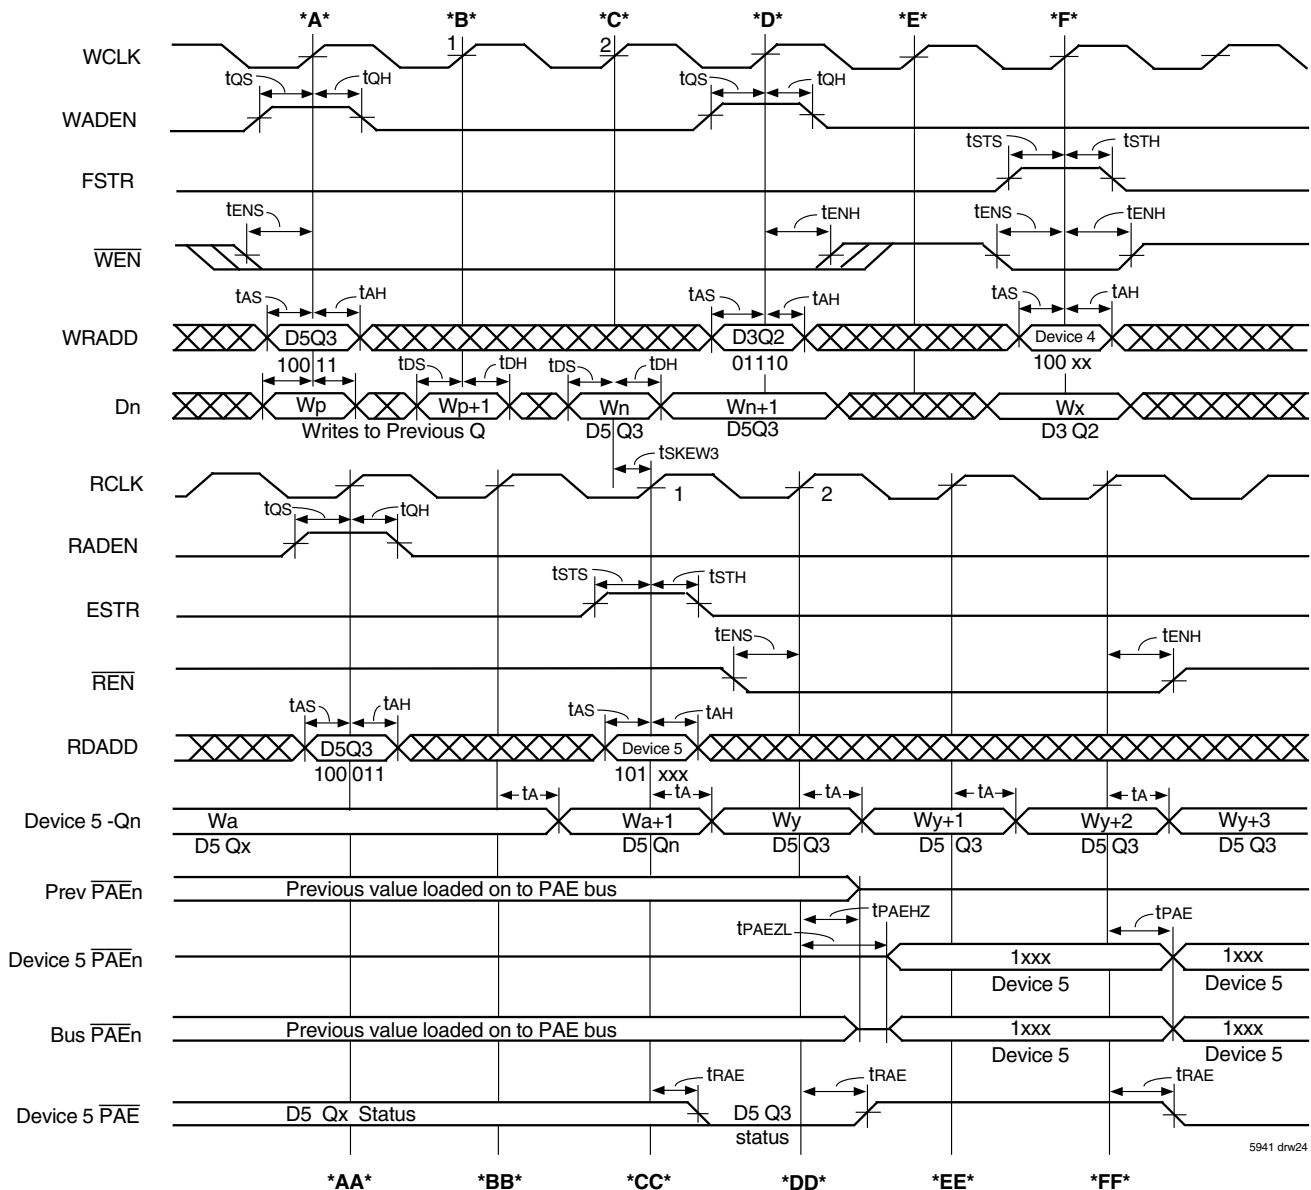 *A* *B* *C* *D* *E* *F*
WCLK 1 2
tQS tQH tQS tQH
WADEN
tSTS tSTH
FSTR
tENS tENH tENS tENH
WEN
tAS tAH tAS tAH tAS tAH
WRADD D5Q3 D3Q2 Device 4
100 11 01110 100 xx
tDS tDH tDS tDH
Dn Wp Wp+1 Wn Wn+1 Wx
Writes to Previous Q D5 Q3 D5Q3 D3 Q2
tSKEW3
RCLK 1 2
tQS tQH
RADEN
tSTS tSTH
ESTR
tENS tENH
REN
tAS tAH tAS tAH
RDADD D5Q3 Device 5
100 011 101 xxx
tA tA tA tA tA
Device 5 -Qn Wa Wa+1 Wy Wy+1 Wy+2 Wy+3
D5 Qx D5 Qn D5 Q3 D5 Q3 D5 Q3 D5 Q3
Prev PAEn Previous value loaded on to PAE bus
tPAEHZ tPAE
tPAEZL
Device 5 PAEn 1xxx 1xxx
Device 5 Device 5
Bus PAEn Previous value loaded on to PAE bus 1xxx 1xxx
Device 5 Device 5
tRAE tRAE tRAE
Device 5 PAE D5 Qx Status D5 Q3
status
5941 drw24
*AA* *BB* *CC* *DD* *EE* *FF*